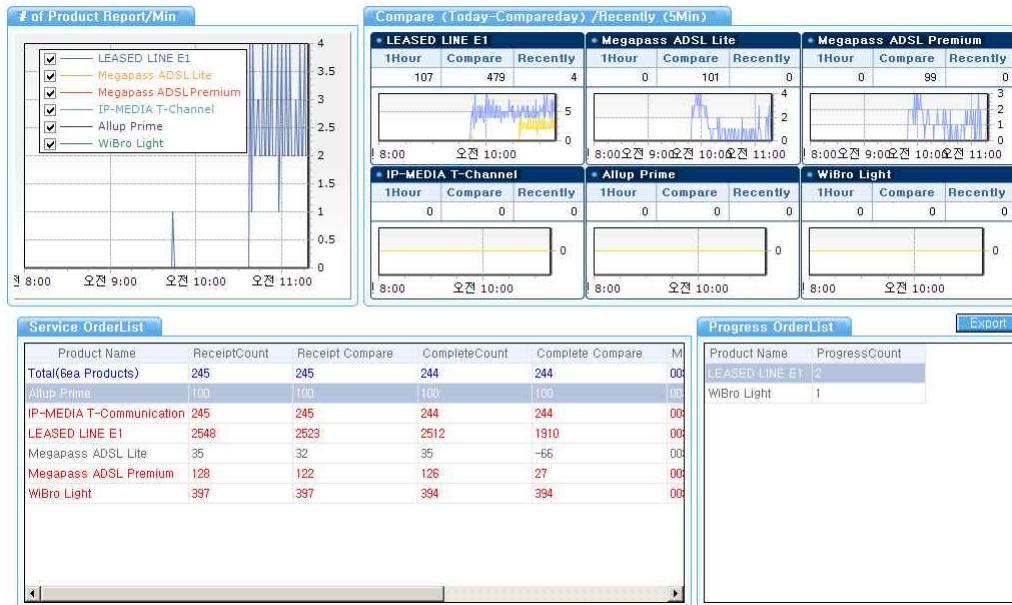 # of Product Report/Min
LEASED LINE E1
Megapass ADSL Lite
Megapass ADSL Premium
IP-MEDIA T-Channel
Allup Prime
WiBro Light
4
3.5
3
2.5
2
1.5
1
0.5
0
8:00 오전 9:00 오전 10:00 오전 11:00
Compare (Today-Compareday) /Recently (5Min)
LEASED LINE E1
1Hour Compare Recently
107 479 4
5
0
8:00 오전 10:00
Megapass ADSL Lite
1Hour Compare Recently
0 101 0
4
2
0
8:00 오전 9:00 오전 10:00 오전 11:00
Megapass ADSL Premium
1Hour Compare Recently
0 99 0
3
2
1
0
8:00 오전 9:00 오전 10:00 오전 11:00
IP-MEDIA T-Channel
1Hour Compare Recently
0 0 0
0
8:00 오전 10:00
Allup Prime
1Hour Compare Recently
0 0 0
0
8:00 오전 10:00
WiBro Light
1Hour Compare Recently
0 0 0
0
8:00 오전 10:00
Service OrderList
Product Name ReceiptCount Receipt Compare CompleteCount Complete Compare M
Total(6ea Products) 245 245 244 244 00
Allup Prime 100 100 100 100 00
IP-MEDIA T-Communication 245 245 244 244 00
LEASED LINE E1 2548 2523 2512 1910 00
Megapass ADSL Lite 35 32 35 -66 00
Megapass ADSL Premium 128 122 126 27 00
WiBro Light 397 397 394 394 00
Progress OrderList
Export
Product Name ProgressCount
LEASED LINE E1 2
WiBro Light 1